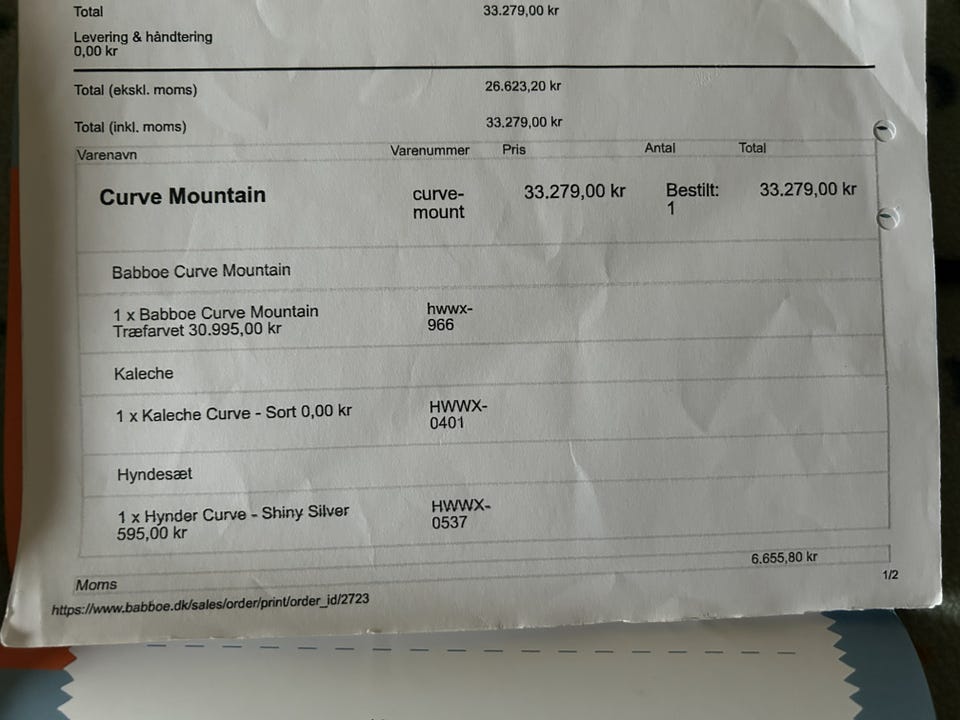 Total 33.279,00 kr
Levering & håndtering
0,00 kr
Total (ekskl. moms) 26.623,20 kr
Total (inkl. moms) 33.279,00 kr
Varenavn Varenummer Pris Antal Total
Curve Mountain curve- 33.279,00 kr Bestilt: 33.279,00 kr
mount 1
Babboe Curve Mountain
1 x Babboe Curve Mountain hwwx-
Træfarvet 30.995,00 kr 966
Kaleche
1 x Kaleche Curve - Sort 0,00 kr HWWX-
0401
Hyndesæt
1 x Hynder Curve - Shiny Silver HWWX-
595,00 kr 0537
Moms 6.655,80 kr
https://www.babboe.dk/sales/order/print/order_id/2723 1/2